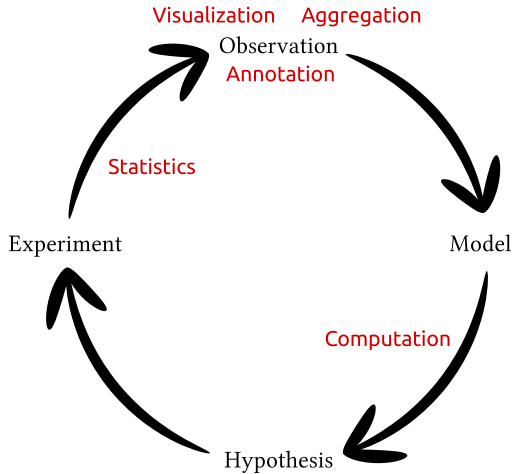 Visualization Aggregation
Observation
Annotation
Statistics
Experiment Model
Computation
Hypothesis